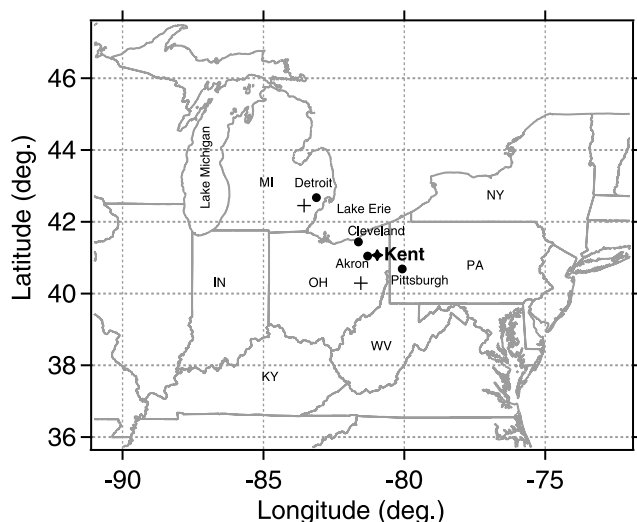 46
44
42
40
38
36
Latitude (deg.)
-90
-85
-80
-75
Longitude (deg.)
Lake Michigan
MI
Detroit
NY
Lake Erie
Cleveland
Kent
Akron
PA
IN
OH
Pittsburgh
WV
KY